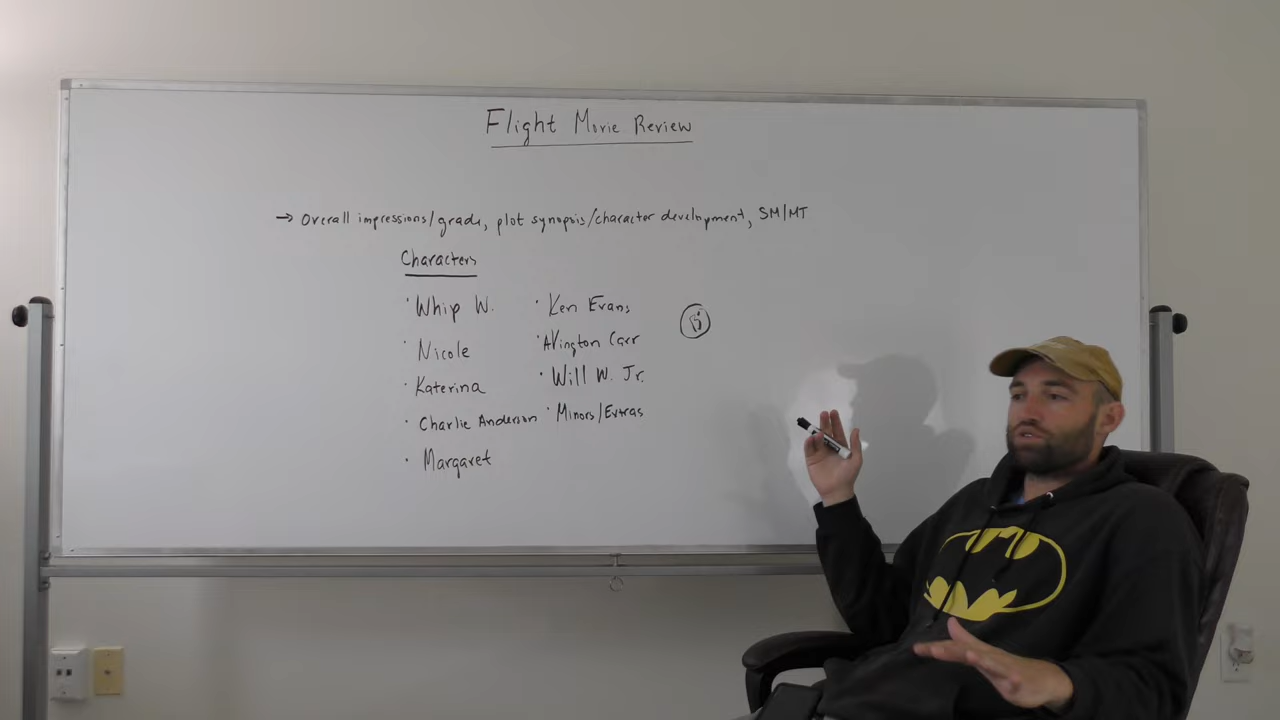 Flight Movie Review
→ Overall impressions/grade, plot synopsis/character development, SM/MT
Characters
· Whip W.
· Nicole
· Katerina
· Charlie Anderson
· Margaret
· Ken Evans
· Avington Carr
· Will W. Jr.
· Minors/Extras